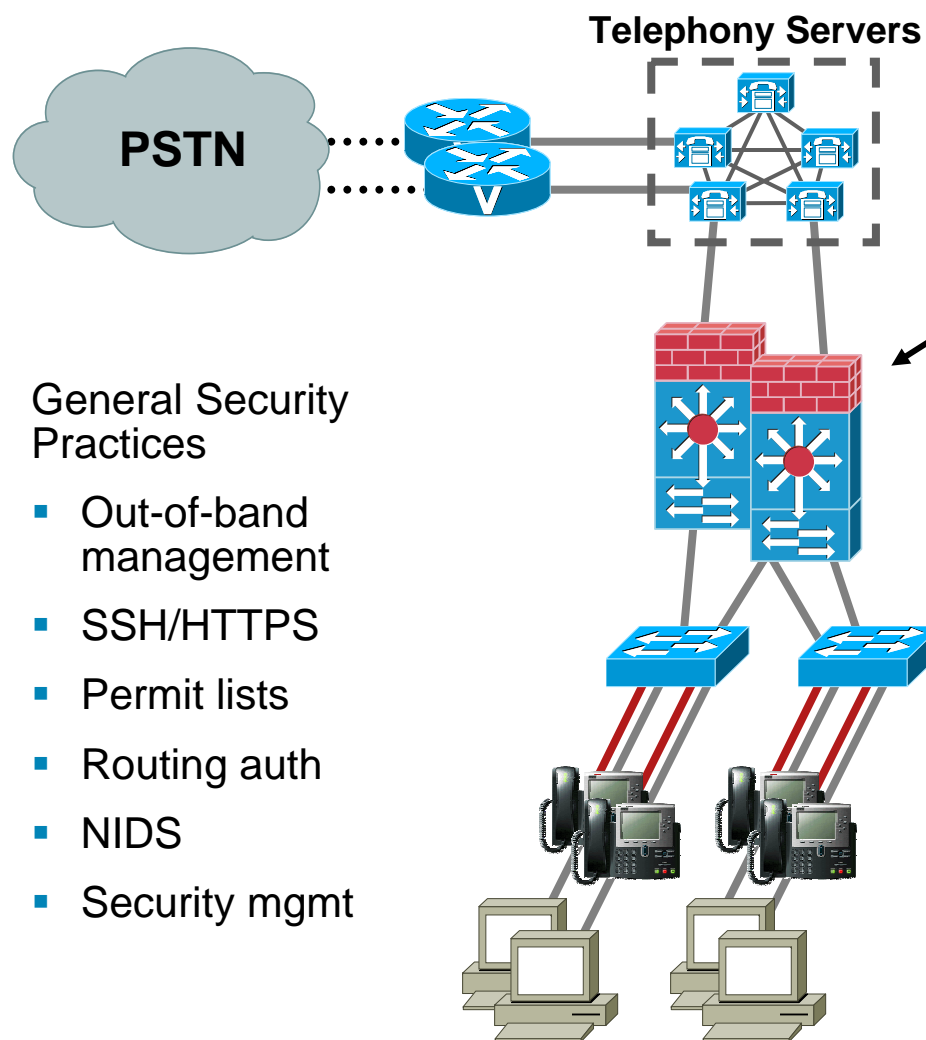 Telephony Servers
PSTN
V
General Security
Practices
▪ Out-of-band
management
▪ SSH/HTTPS
▪ Permit lists
▪ Routing auth
▪ NIDS
▪ Security mgmt